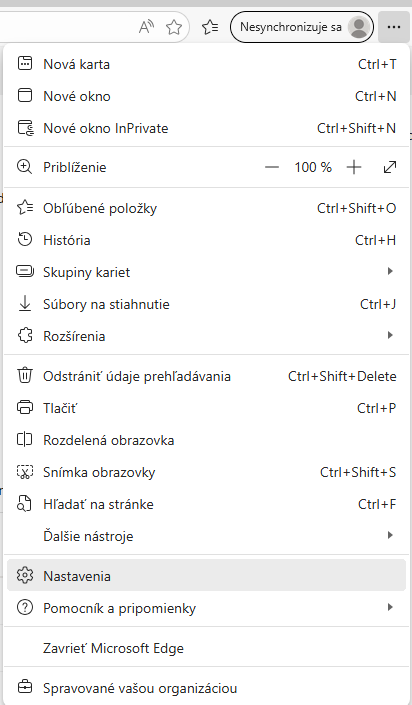 Nesynchronizuje sa
Nová karta Ctrl+T
Nové okno Ctrl+N
Nové okno InPrivate Ctrl+Shift+N
Priblíženie — 100 % +
Obľúbené položky Ctrl+Shift+O
História Ctrl+H
Skupiny kariet
Súbory na stiahnutie Ctrl+J
Rozšírenia
Odstrániť údaje prehľadávania Ctrl+Shift+Delete
Tlačiť Ctrl+P
Rozdelená obrazovka
Snímka obrazovky Ctrl+Shift+S
Hľadať na stránke Ctrl+F
Ďalšie nástroje
Nastavenia
Pomocník a pripomienky
Zavrieť Microsoft Edge
Spravované vašou organizáciou